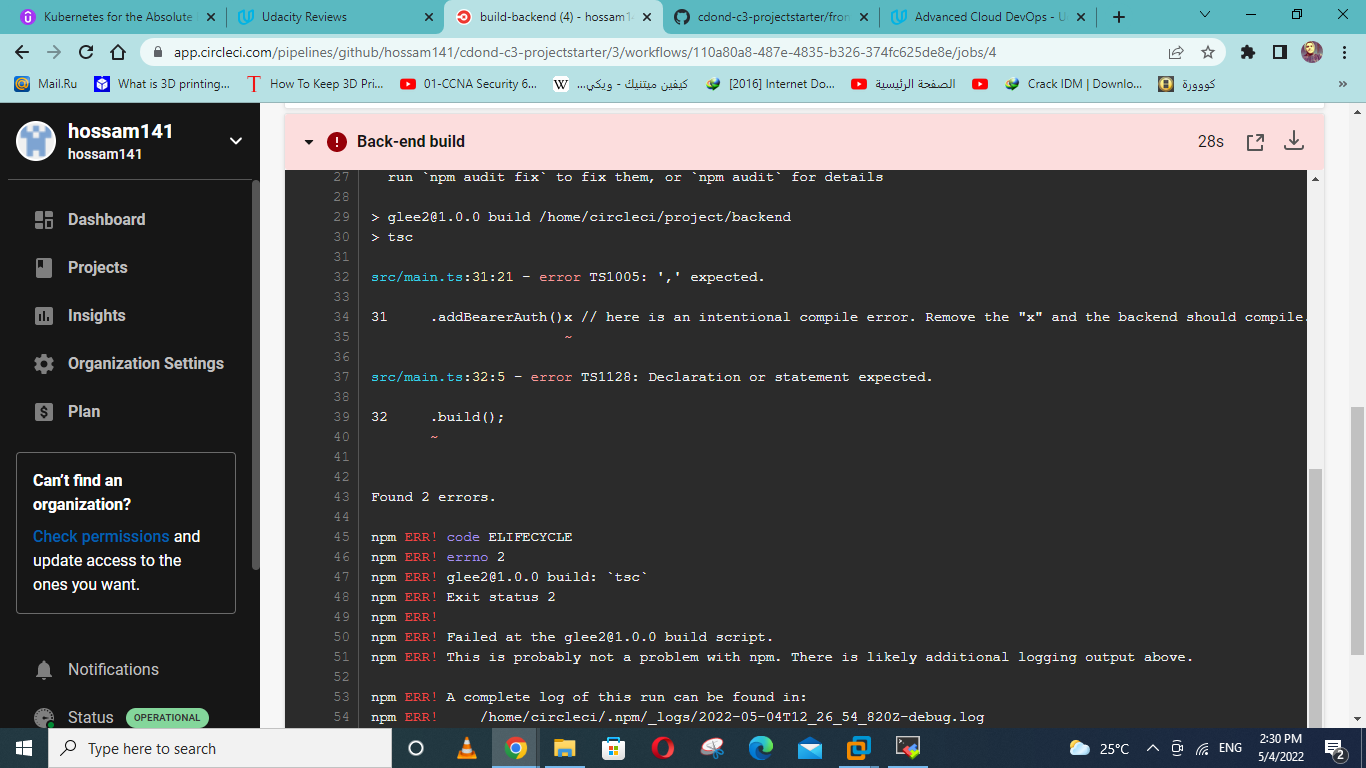 Kubernetes for the Absolute
Udacity Reviews
build-backend (4) - hossam1
cdond-c3-projectstarter/fron
Advanced Cloud DevOps - U
app.circleci.com/pipelines/github/hossam141/cdond-c3-projectstarter/3/workflows/110a80a8-487e-4835-b326-374fc625de8e/jobs/4
Mail.Ru
What is 3D printing...
How To Keep 3D Pri...
01-CCNA Security 6...
كيفين ميتنيك - ويكي...
[2016] Internet Do...
الصفحة الرئيسية
Crack IDM | Downlo...
كووورة
»
hossam141
hossam141
Dashboard
Projects
Insights
Organization Settings
Plan
Can't find an
organization?
Check permissions and
update access to the
ones you want.
Notifications
Status OPERATIONAL
Back-end build
28s
27 run `npm audit fix` to fix them, or `npm audit` for details
28
29 > glee2@1.0.0 build /home/circleci/project/backend
30 > tsc
31
32 src/main.ts:31:21 - error TS1005: ',' expected.
33
34 31 .addBearerAuth()x // here is an intentional compile error. Remove the "x" and the backend should compile.
35 ~
36
37 src/main.ts:32:5 - error TS1128: Declaration or statement expected.
38
39 32 .build();
40 ~
41
42
43 Found 2 errors.
44
45 npm ERR! code ELIFECYCLE
46 npm ERR! errno 2
47 npm ERR! glee2@1.0.0 build: `tsc`
48 npm ERR! Exit status 2
49 npm ERR!
50 npm ERR! Failed at the glee2@1.0.0 build script.
51 npm ERR! This is probably not a problem with npm. There is likely additional logging output above.
52
53 npm ERR! A complete log of this run can be found in:
54 npm ERR! /home/circleci/.npm/_logs/2022-05-04T12_26_54_820Z-debug.log
Type here to search
25°C
ENG
2:30 PM
5/4/2022
2